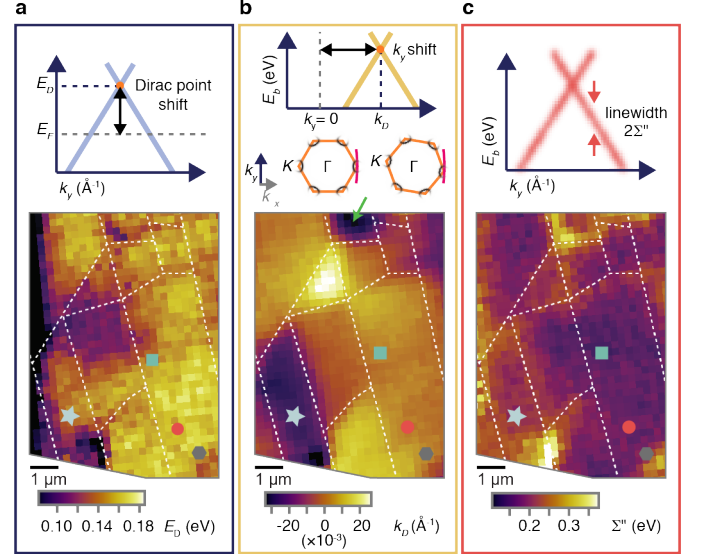 a
E_D
E_F
Dirac point
shift
k_y (Å⁻¹)
1 μm
0.10 0.14 0.18 E_D (eV)
b
E_b (eV)
k_y shift
k_y = 0
k_D
k_y
k_x
K
Γ
K
Γ
1 μm
-20 0 20 k_D (Å⁻¹)
(×10⁻³)
c
E_b (eV)
linewidth
2Σ"
k_y (Å⁻¹)
1 μm
0.2 0.3 Σ" (eV)